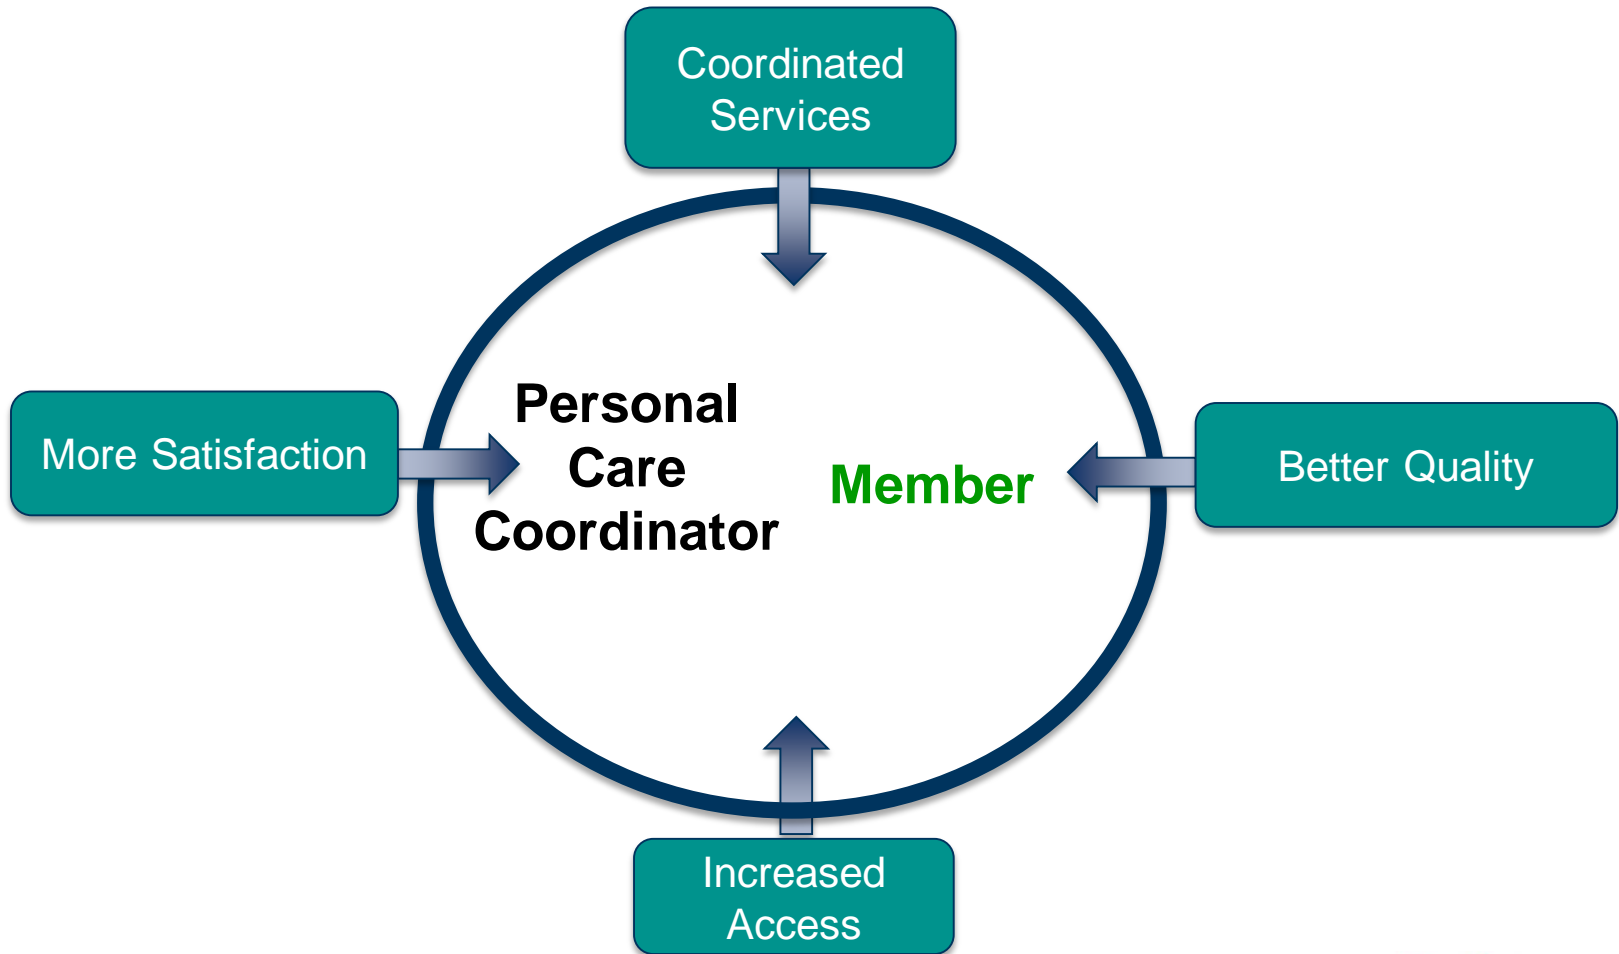 Coordinated
Services
More Satisfaction
Personal
Care
Coordinator
Member
Better Quality
Increased
Access